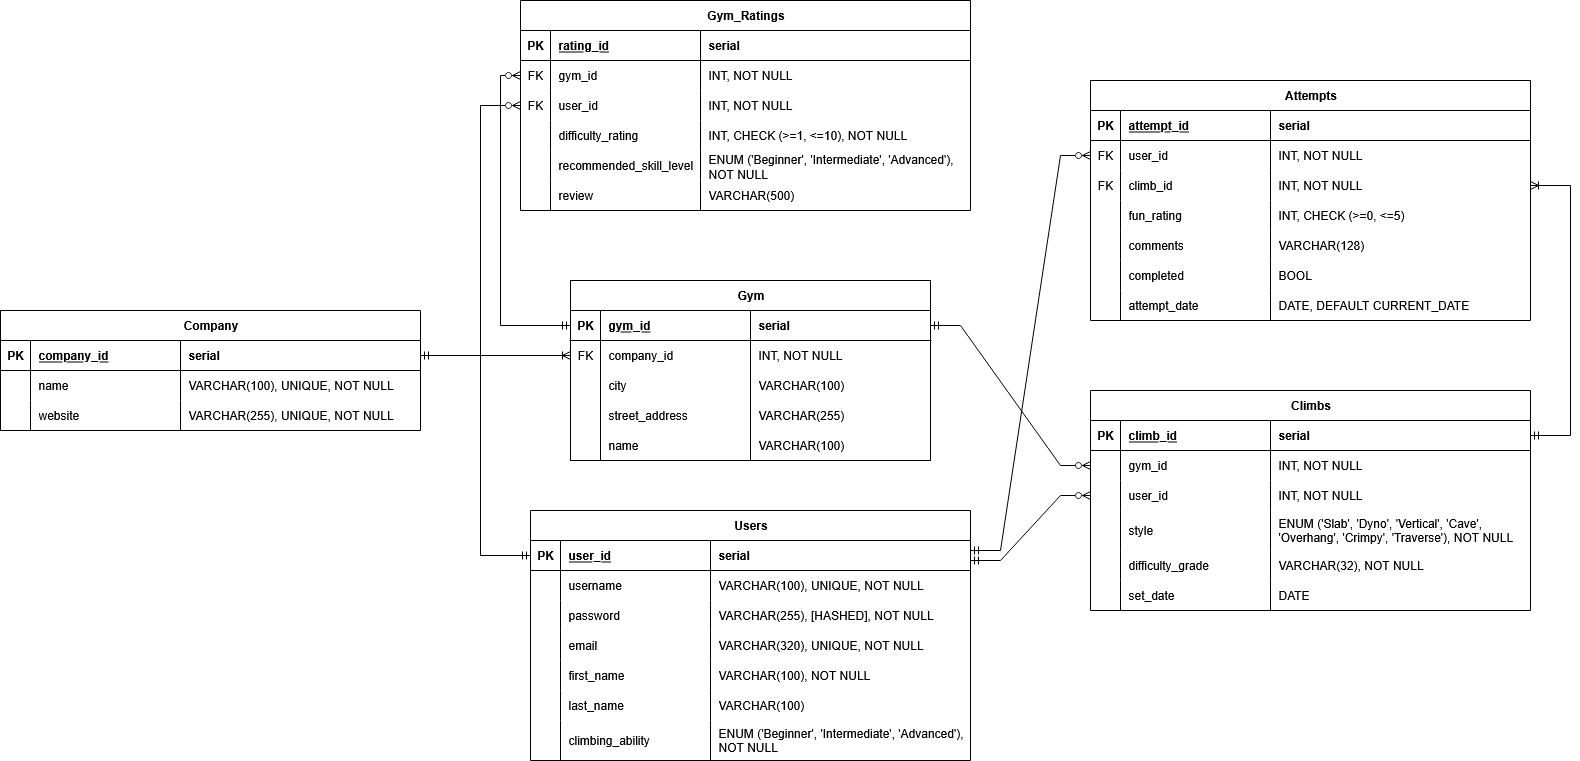 Gym_Ratings
PK rating_id serial
FK gym_id INT, NOT NULL
FK user_id INT, NOT NULL
difficulty_rating INT, CHECK (>=1, <=10), NOT NULL
recommended_skill_level ENUM ('Beginner', 'Intermediate', 'Advanced'),
NOT NULL
review VARCHAR(500)
Company
PK company_id serial
name VARCHAR(100), UNIQUE, NOT NULL
website VARCHAR(255), UNIQUE, NOT NULL
Gym
PK gym_id serial
FK company_id INT, NOT NULL
city VARCHAR(100)
street_address VARCHAR(255)
name VARCHAR(100)
Users
PK user_id serial
username VARCHAR(100), UNIQUE, NOT NULL
password VARCHAR(255), [HASHED], NOT NULL
email VARCHAR(320), UNIQUE, NOT NULL
first_name VARCHAR(100), NOT NULL
last_name VARCHAR(100)
climbing_ability ENUM ('Beginner', 'Intermediate', 'Advanced'),
NOT NULL
Attempts
PK attempt_id serial
FK user_id INT, NOT NULL
FK climb_id INT, NOT NULL
fun_rating INT, CHECK (>=0, <=5)
comments VARCHAR(128)
completed BOOL
attempt_date DATE, DEFAULT CURRENT_DATE
Climbs
PK climb_id serial
gym_id INT, NOT NULL
user_id INT, NOT NULL
style ENUM ('Slab', 'Dyno', 'Vertical', 'Cave',
'Overhang', 'Crimpy', 'Traverse'), NOT NULL
difficulty_grade VARCHAR(32), NOT NULL
set_date DATE